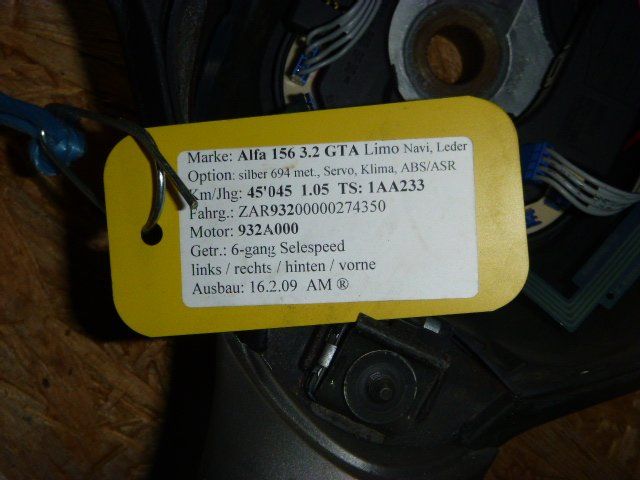 Marke: Alfa 156 3.2 GTA Limo Navi, Leder
Option: silber 694 met., Servo, Klima, ABS/ASR
Km/Jhg: 45'045 1.05 TS: 1AA233
Fahrg.: ZAR93200000274350
Motor: 932A000
Getr.: 6-gang Selespeed
links / rechts / hinten / vorne
Ausbau: 16.2.09 AM ®